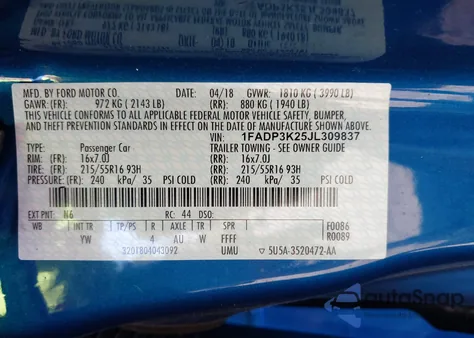 MFD. BY FORD MOTOR CO. 04/18 GVWR: 1810 KG ( 3990 LB)
GAWR: (FR): 972 KG ( 2143 LB) (RR): 880 KG ( 1940 LB)
THIS VEHICLE CONFORMS TO ALL APPLICABLE FEDERAL MOTOR
VEHICLE SAFETY, BUMPER, AND THEFT PREVENTION STANDARDS IN
EFFECT ON THE DATE OF MANUFACTURE SHOWN ABOVE.
VIN: 1FADP3K25JL309837
TYPE: Passenger Car TRAILER TOWING - SEE OWNER GUIDE
RIM: (FR): 16x7.0J (RR): 16x7.0J
TIRE: (FR): 215/55R16 93H (RR): 215/55R16 93H
PRESSURE: (FR): 240 kPa/ 35 PSI COLD (RR): 240 kPa/ 35 PSI COLD
EXT PNT: N6 RC: 44 DSO:
WB INT TR TP/PS R AXLE TR SPR F0086
YW 4 AU W FFFF R0089
3201804043092 UMU 5U5A-3520472-AA
autoSnap